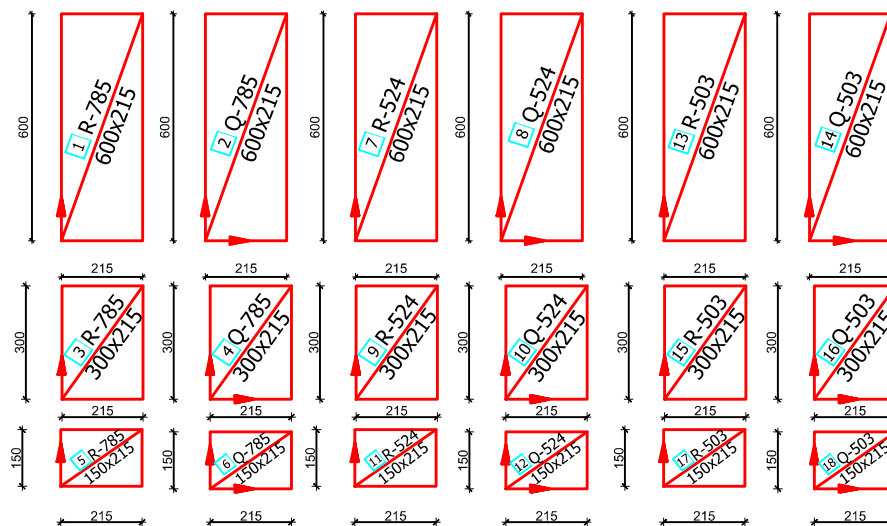 600
1 R-785
600x215
600
2 Q-785
600x215
600
7 R-524
600x215
600
8 Q-524
600x215
600
13 R-503
600x215
14 Q-503
600x215
215
215
215
215
215
215
300
3 R-785
300x215
300
4 Q-785
300x215
300
9 R-524
300x215
300
10 Q-524
300x215
300
15 R-503
300x215
300
16 Q-503
300x215
215
215
215
215
215
215
150
5 R-785
150x215
150
6 Q-785
150x215
150
11 R-524
150x215
150
12 Q-524
150x215
150
17 R-503
150x215
150
18 Q-503
150x215
215
215
215
215
215
215